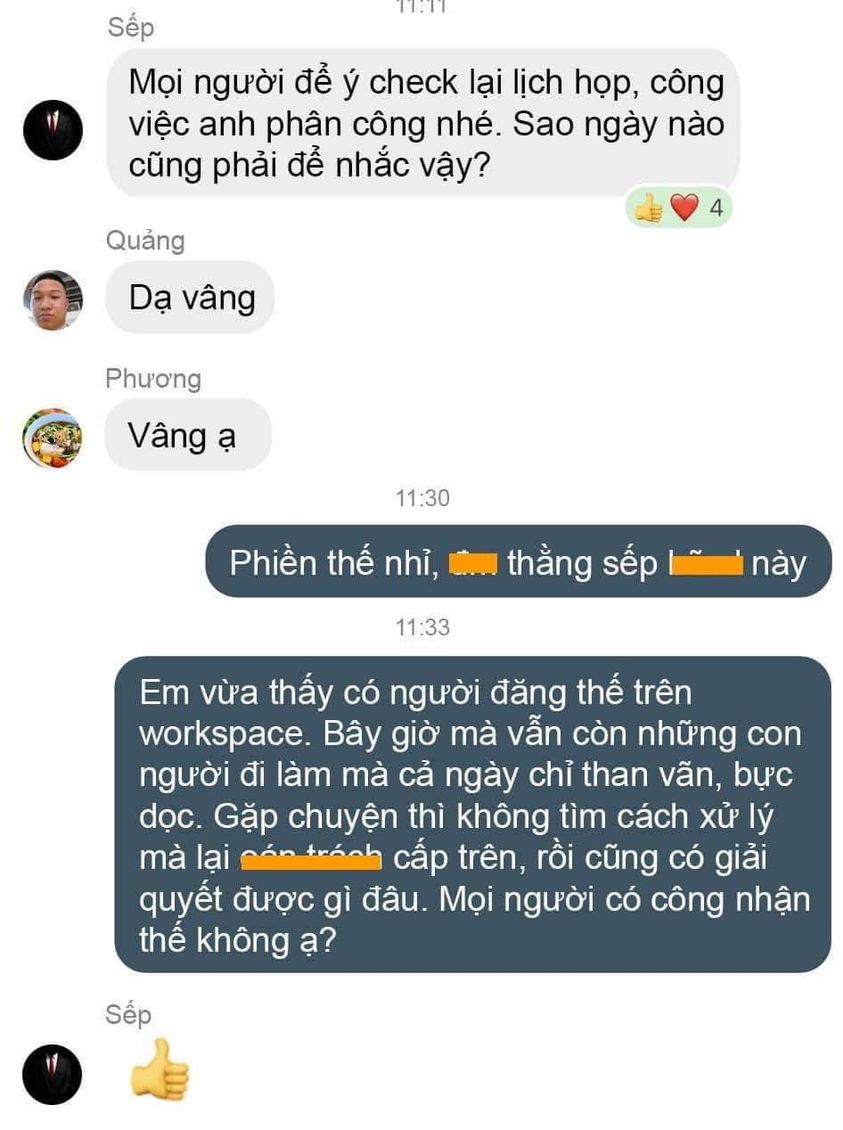 11:11
Sếp
Mọi người để ý check lại lịch họp, công
việc anh phân công nhé. Sao ngày nào
cũng phải để nhắc vậy?
4
Quảng
Dạ vâng
Phương
Vâng ạ
11:30
Phiền thế nhỉ, thằng sếp này
11:33
Em vừa thấy có người đăng thế trên
workspace. Bây giờ mà vẫn còn những con
người đi làm mà cả ngày chỉ than vãn, bực
dọc. Gặp chuyện thì không tìm cách xử lý
mà lại cấp trên, rồi cũng có giải
quyết được gì đâu. Mọi người có công nhận
thế không ạ?
Sếp